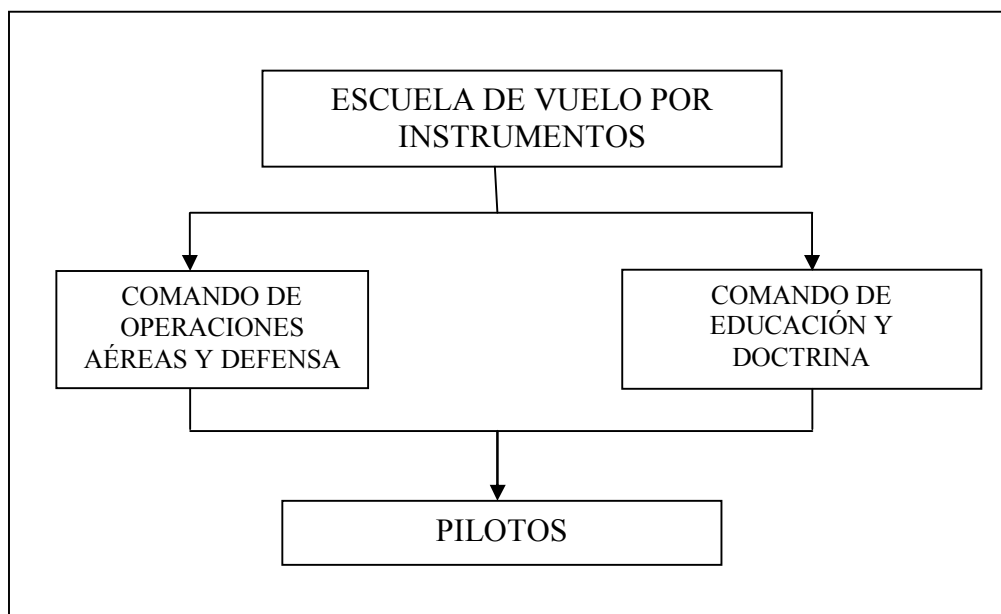 ESCUELA DE VUELO POR
INSTRUMENTOS
COMANDO DE
OPERACIONES
AÉREAS Y DEFENSA
COMANDO DE
EDUCACIÓN Y
DOCTRINA
PILOTOS